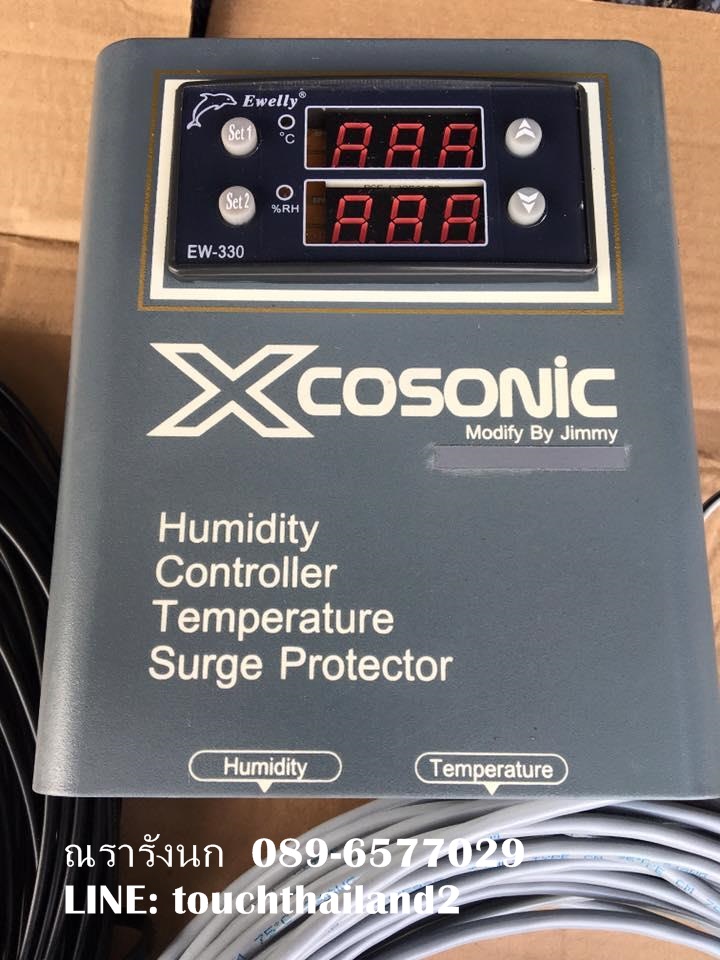 Ewelly®
Set 1
°C
Set 2
%RH
EW-330
XCOSONiC
Modify By Jimmy
Humidity
Controller
Temperature
Surge Protector
Humidity
Temperature
ณรารังนก 089-6577029
LINE: touchthailand2